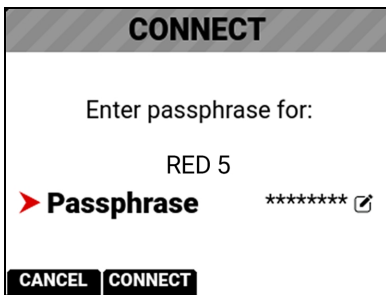 CONNECT
Enter passphrase for:
RED 5
Passphrase ********
CANCEL CONNECT